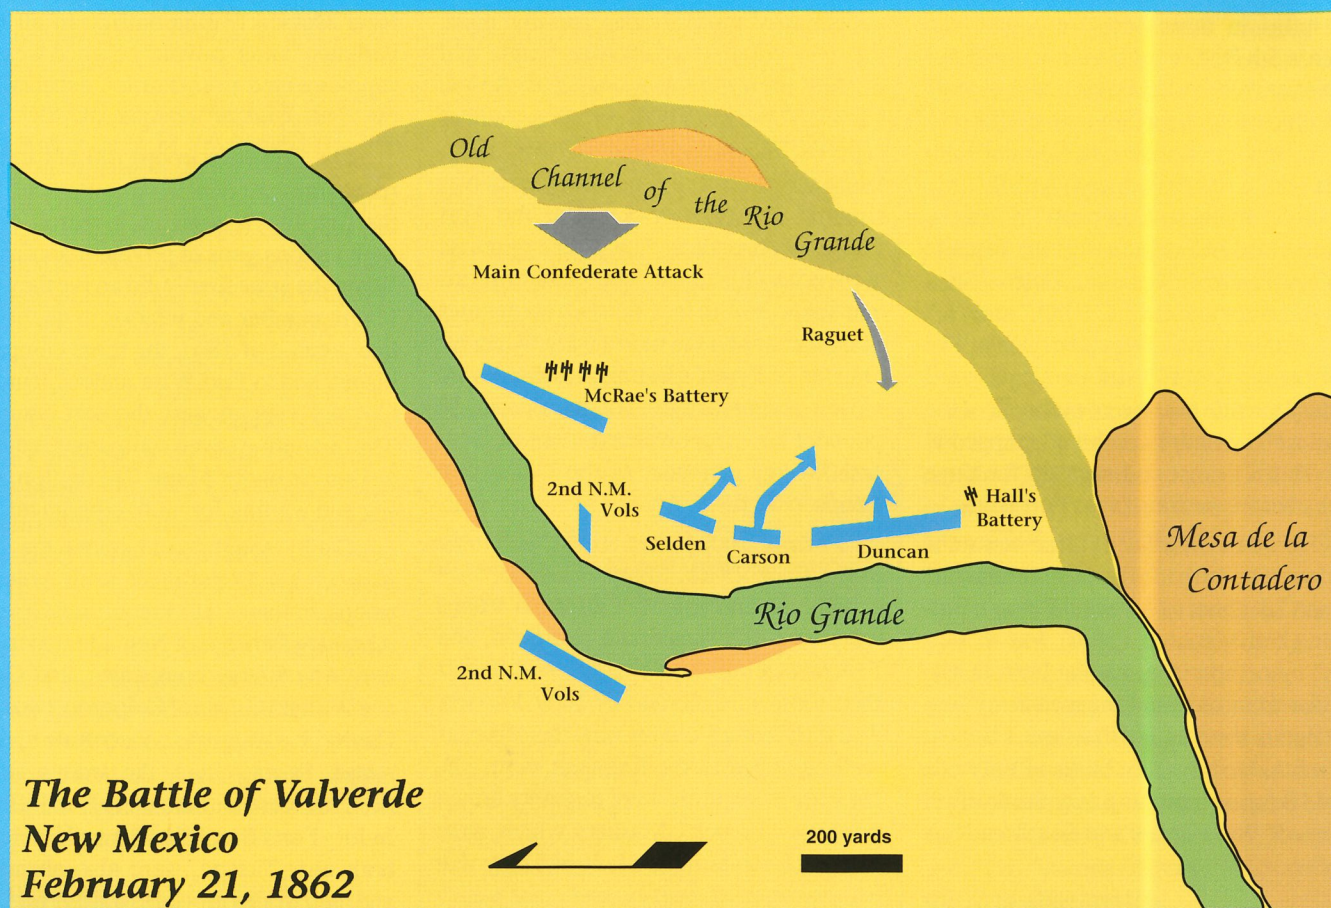 Old
Channel of the Rio
Grande
Main Confederate Attack
Raguet
McRae's Battery
2nd N.M.
Vols
Selden
Carson
Duncan
Hall's
Battery
Mesa de la
Contadero
Rio Grande
2nd N.M.
Vols
The Battle of Valverde
New Mexico
February 21, 1862
200 yards